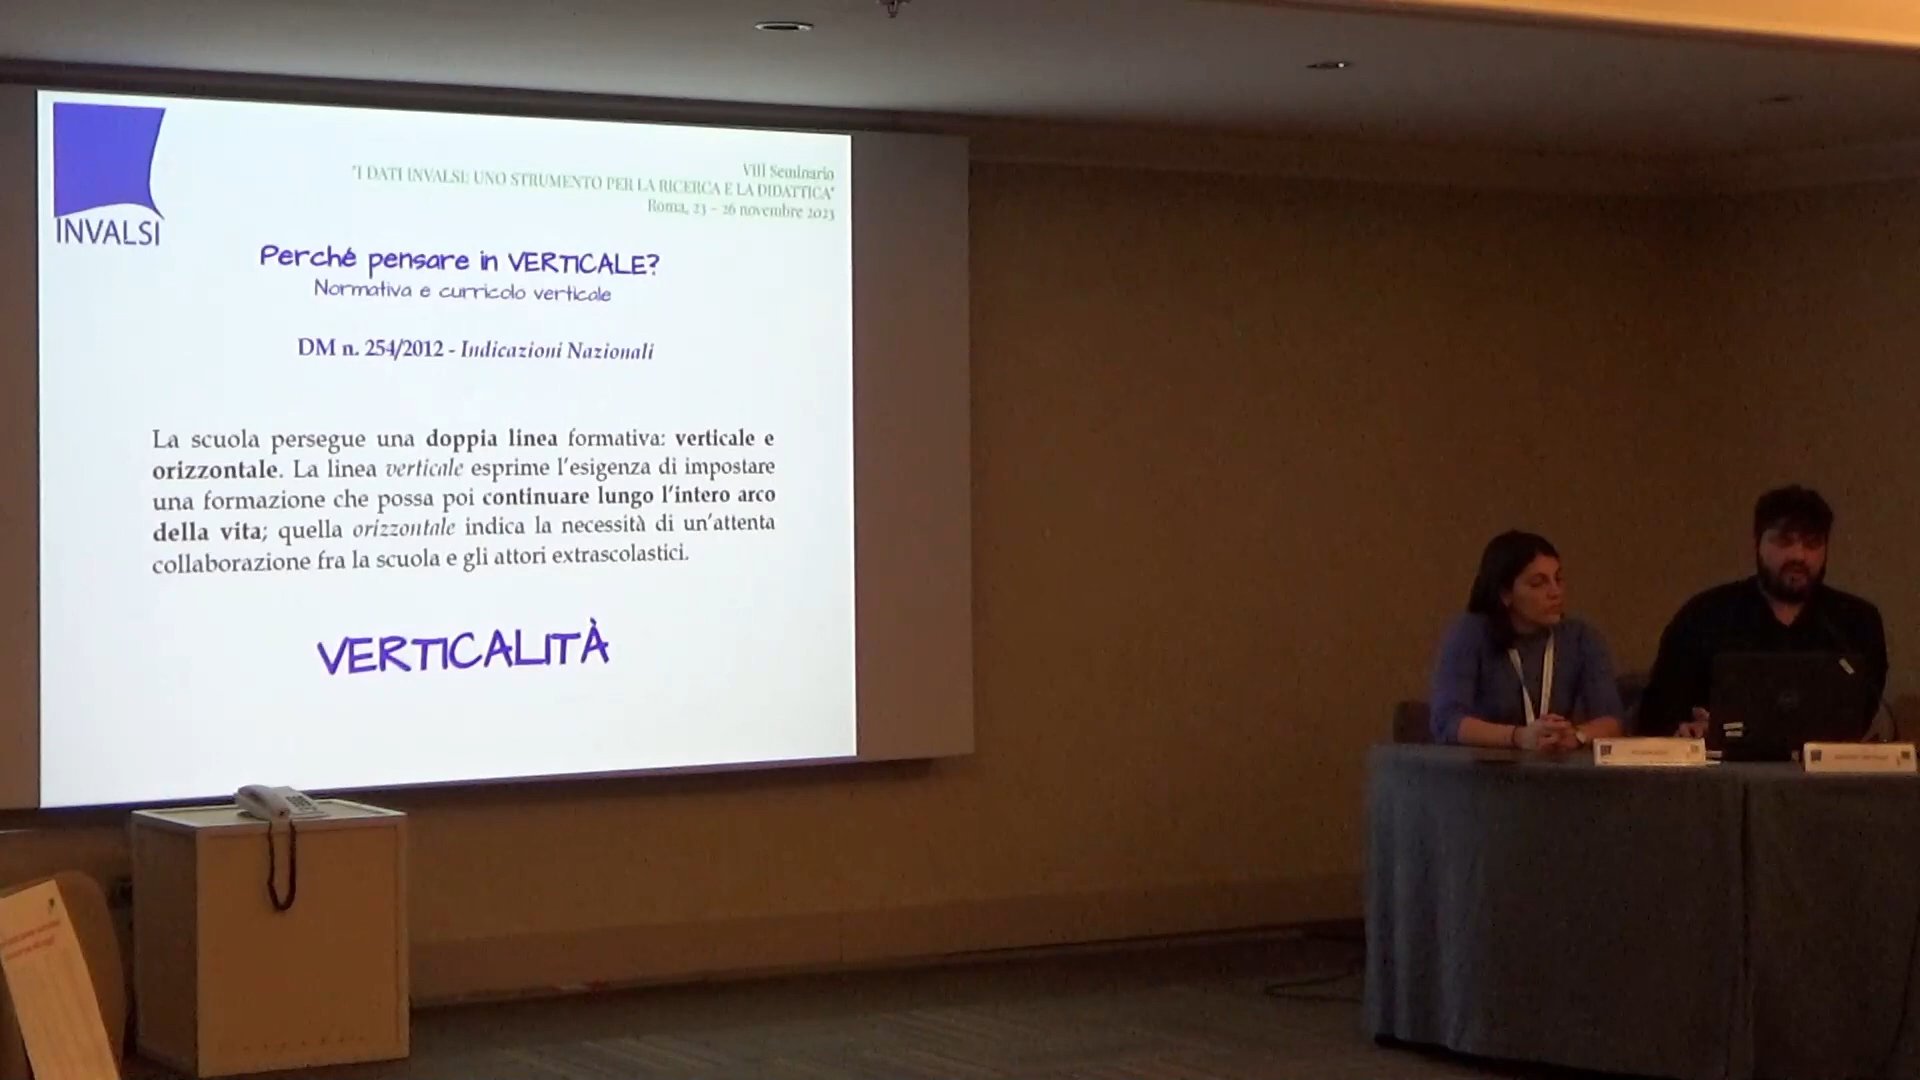 INVALSI
VIII Seminario
"I DATI INVALSI: UNO STRUMENTO PER LA RICERCA E LA DIDATTICA"
Roma, 23 – 26 novembre 2023
Perché pensare in VERTICALE?
Normativa e curricolo verticale
DM n. 254/2012 - Indicazioni Nazionali
La scuola persegue una doppia linea formativa: verticale e
orizzontale. La linea verticale esprime l'esigenza di impostare
una formazione che possa poi continuare lungo l'intero arco
della vita; quella orizzontale indica la necessità di un'attenta
collaborazione fra la scuola e gli attori extrascolastici.
VERTICALITÀ